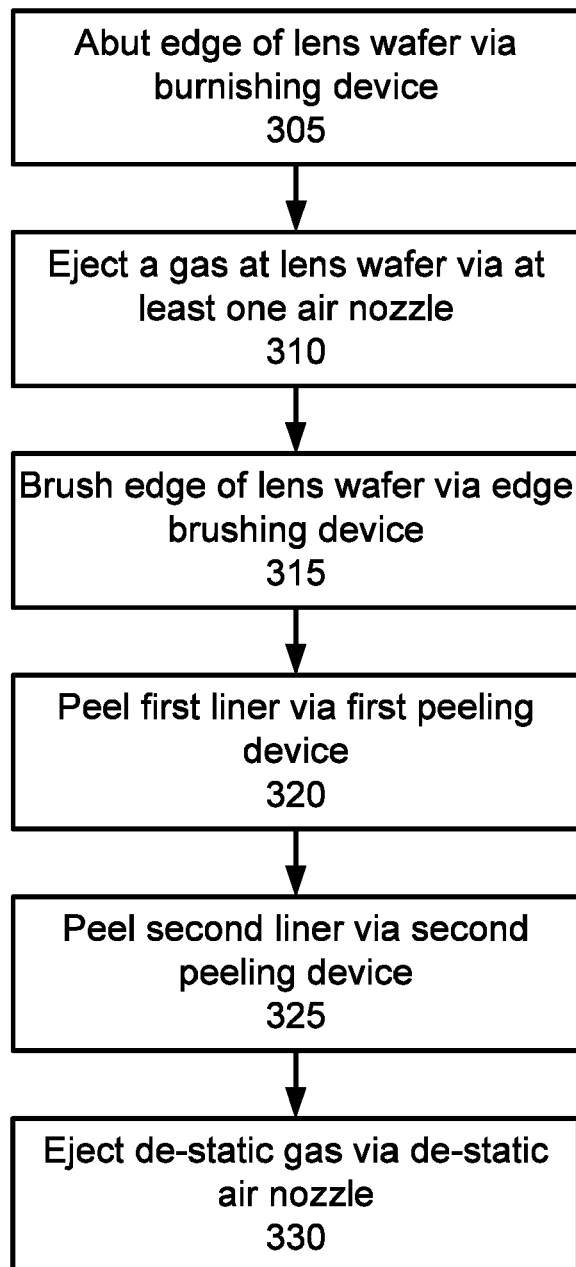 Abut edge of lens wafer via
burnishing device
305
Eject a gas at lens wafer via at
least one air nozzle
310
Brush edge of lens wafer via edge
brushing device
315
Peel first liner via first peeling
device
320
Peel second liner via second
peeling device
325
Eject de-static gas via de-static
air nozzle
330